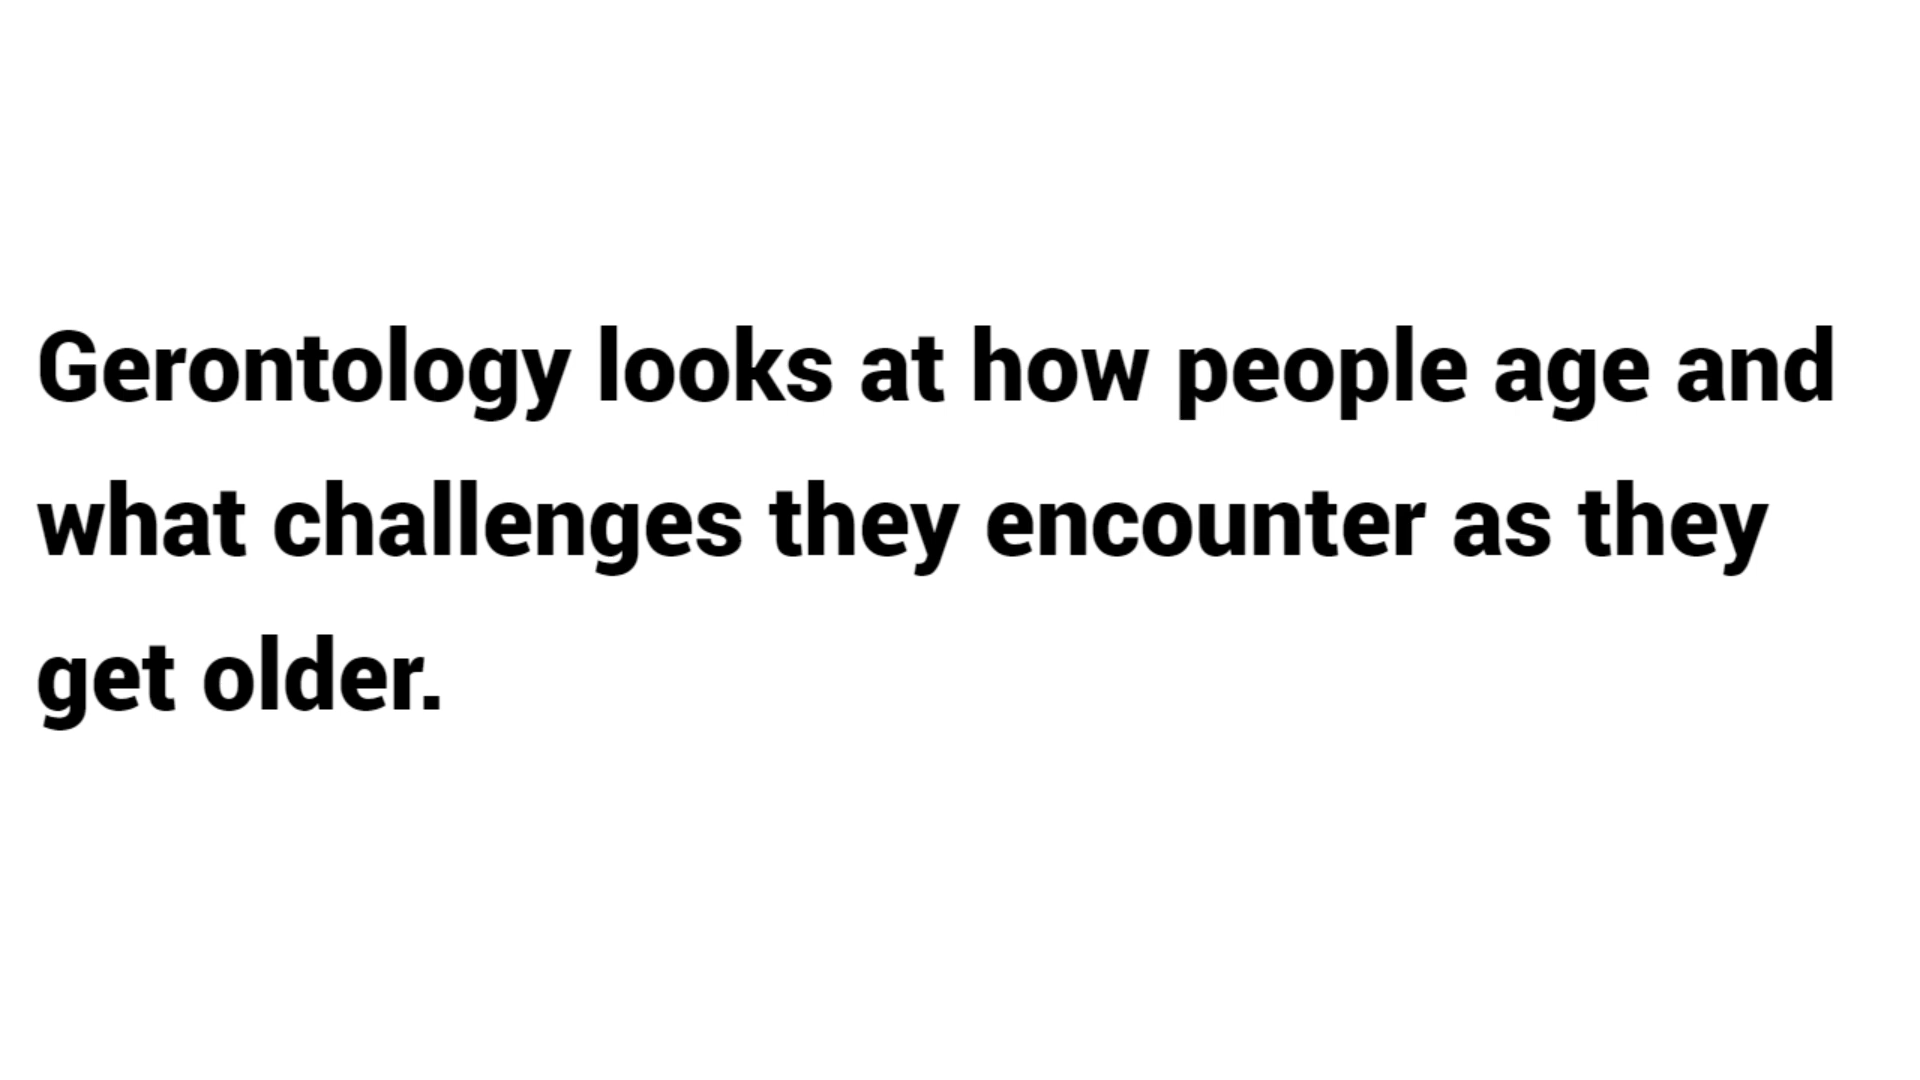 Gerontology looks at how people age and
what challenges they encounter as they
get older.